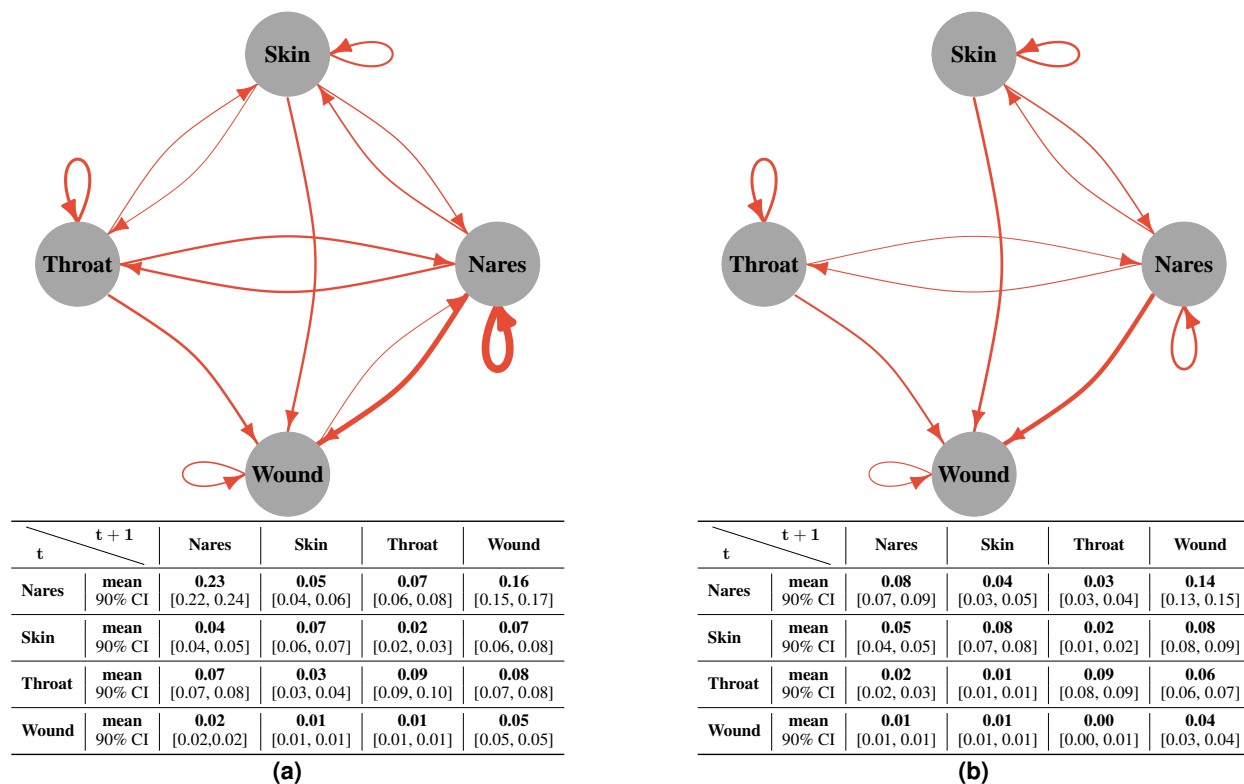 Skin
Throat
Nares
Wound
t + 1
t
Nares Skin Throat Wound
Nares mean 0.23 0.05 0.07 0.16
90% CI [0.22, 0.24] [0.04, 0.06] [0.06, 0.08] [0.15, 0.17]
Skin mean 0.04 0.07 0.02 0.07
90% CI [0.04, 0.05] [0.06, 0.07] [0.02, 0.03] [0.06, 0.08]
Throat mean 0.07 0.03 0.09 0.08
90% CI [0.07, 0.08] [0.03, 0.04] [0.09, 0.10] [0.07, 0.08]
Wound mean 0.02 0.01 0.01 0.05
90% CI [0.02,0.02] [0.01, 0.01] [0.01, 0.01] [0.05, 0.05]
(a)
Skin
Throat
Nares
Wound
t + 1
t
Nares Skin Throat Wound
Nares mean 0.08 0.04 0.03 0.14
90% CI [0.07, 0.09] [0.03, 0.05] [0.03, 0.04] [0.13, 0.15]
Skin mean 0.05 0.08 0.02 0.08
90% CI [0.04, 0.05] [0.07, 0.08] [0.01, 0.02] [0.08, 0.09]
Throat mean 0.02 0.01 0.09 0.06
90% CI [0.02, 0.03] [0.01, 0.01] [0.08, 0.09] [0.06, 0.07]
Wound mean 0.01 0.01 0.00 0.04
90% CI [0.01, 0.01] [0.01, 0.01] [0.00, 0.01] [0.03, 0.04]
(b)